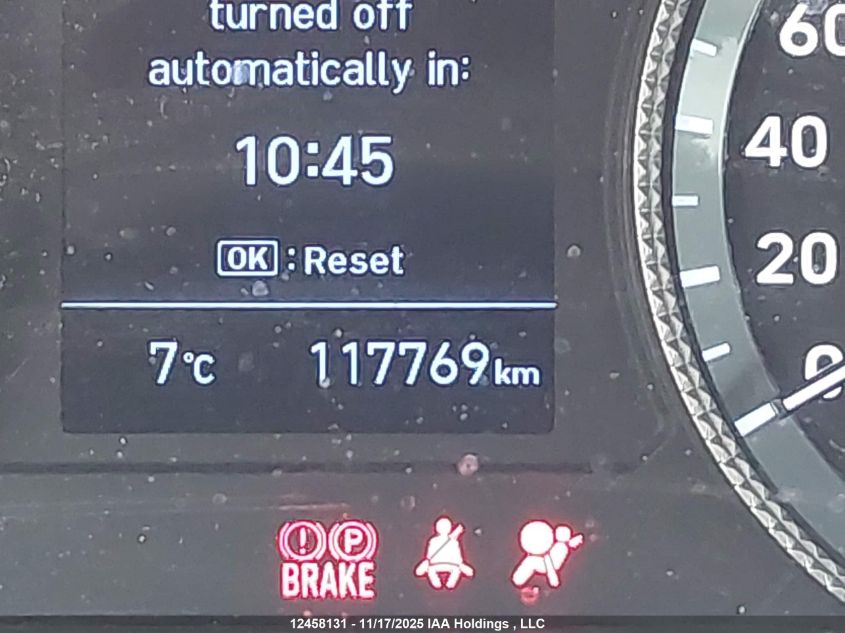 turned off
automatically in:
10:45
OK : Reset
7°C 117769km
60
40
20
0
! P
BRAKE
12458131 - 11/17/2025 IAA Holdings , LLC